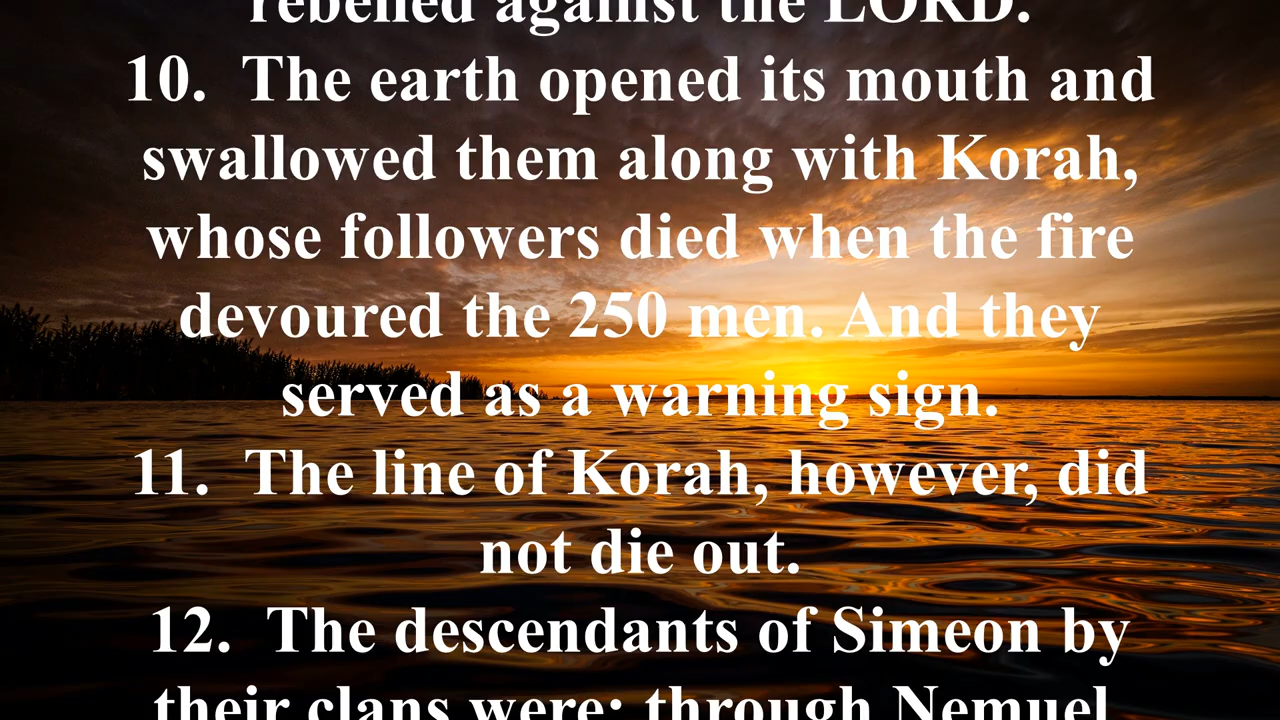 rebelled against the LORD.
10.  The earth opened its mouth and
swallowed them along with Korah,
whose followers died when the fire
devoured the 250 men. And they
served as a warning sign.
11.  The line of Korah, however, did
not die out.
12.  The descendants of Simeon by
their clans were: through Nemuel